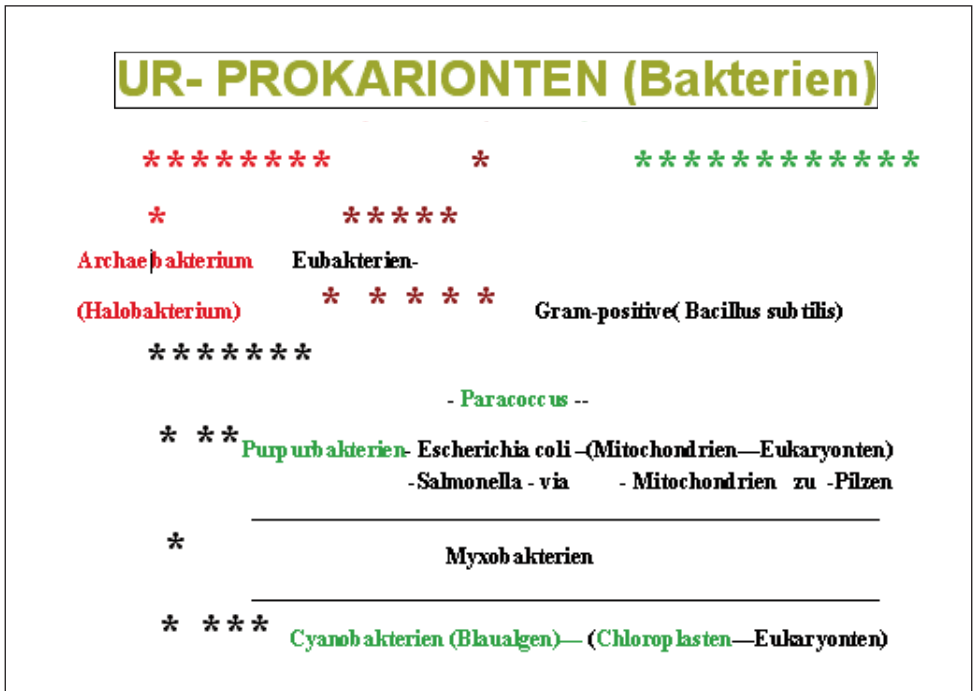 UR- PROKARIONTEN (Bakterien)
******** * ************
* *****
Archaebakterium Eubakterien-
(Halobakterium) * * * * * Gram-positive( Bacillus subtilis)
*******
- Paracoccus --
* ** Purpurbakterien- Escherichia coli –(Mitochondrien—Eukaryonten)
-Salmonella - via - Mitochondrien zu -Pilzen
* Myxobakterien
* *** Cyanobakterien (Blaualgen)— (Chloroplasten—Eukaryonten)